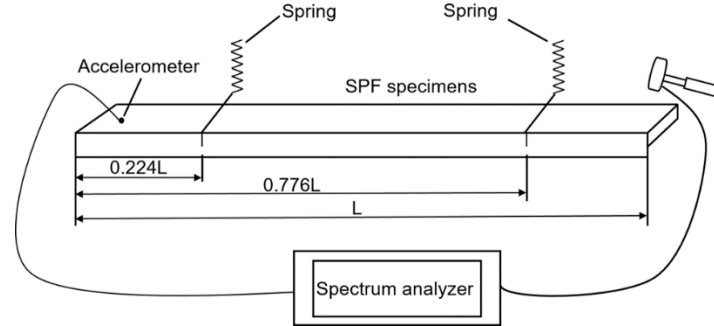 Spring
Spring
Accelerometer
SPF specimens
0.224L
0.776L
L
Spectrum analyzer